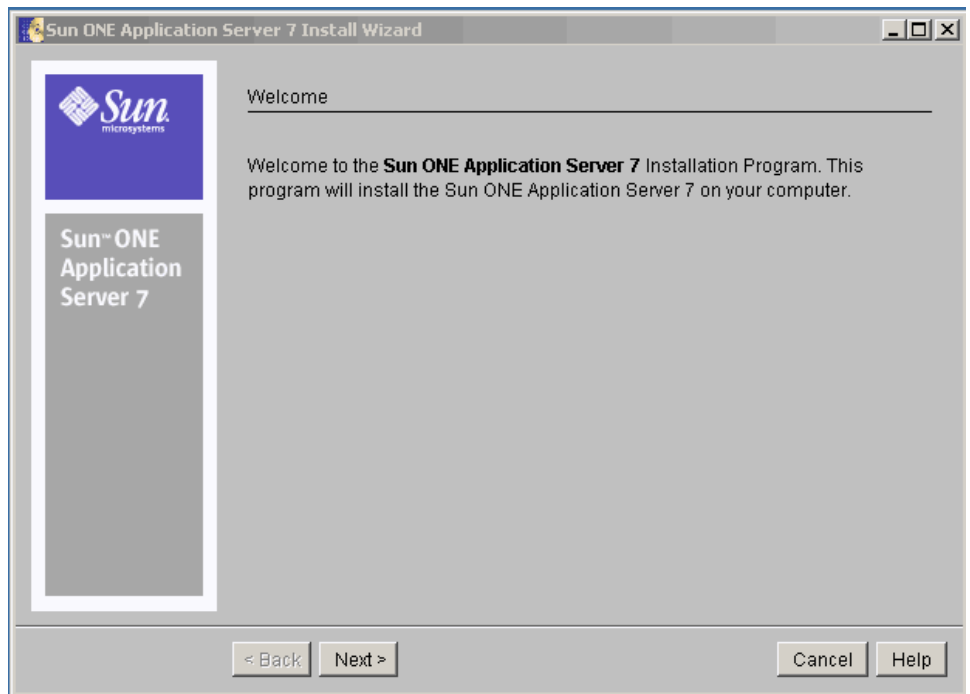 Sun ONE Application Server 7 Install Wizard
Sun
microsystems
Sun™ ONE
Application
Server 7
Welcome
Welcome to the Sun ONE Application Server 7 Installation Program. This
program will install the Sun ONE Application Server 7 on your computer.
< Back
Next >
Cancel
Help